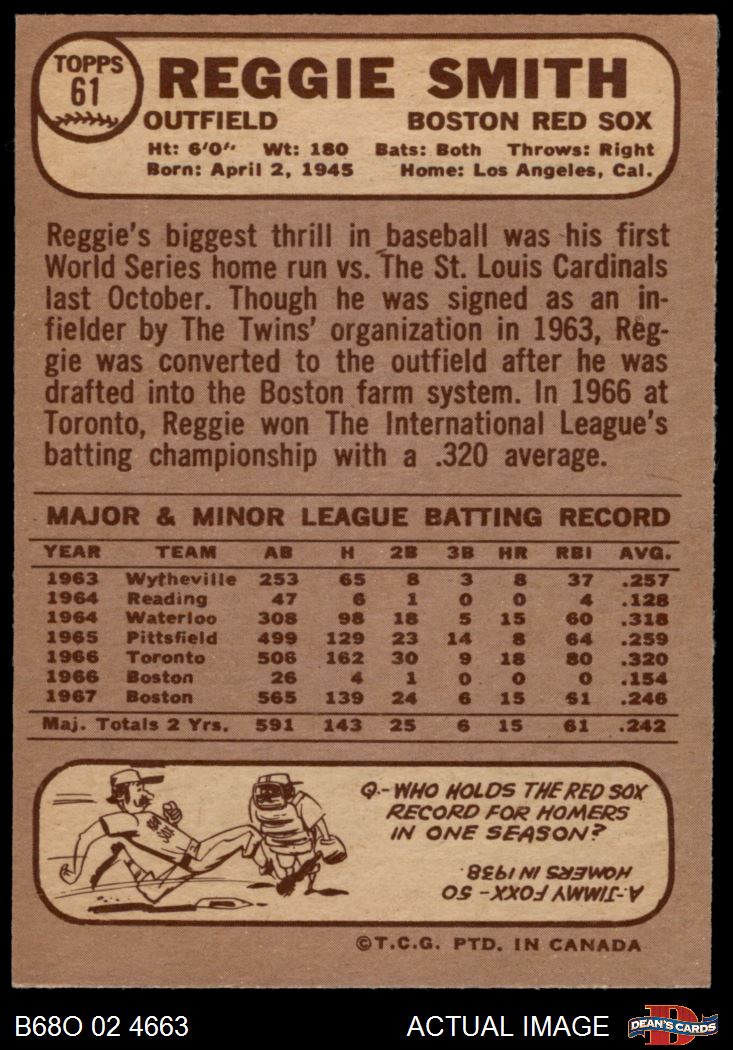 TOPPS
61
REGGIE SMITH
OUTFIELD BOSTON RED SOX
Ht: 6'0" Wt: 180 Bats: Both Throws: Right
Born: April 2, 1945 Home: Los Angeles, Cal.
Reggie's biggest thrill in baseball was his first
World Series home run vs. The St. Louis Cardinals
last October. Though he was signed as an in-
fielder by The Twins' organization in 1963, Reg-
gie was converted to the outfield after he was
drafted into the Boston farm system. In 1966 at
Toronto, Reggie won The International League's
batting championship with a .320 average.
MAJOR & MINOR LEAGUE BATTING RECORD
YEAR TEAM AB H 2B 3B HR RBI AVG.
1963 Wytheville 253 65 8 3 8 37 .257
1964 Reading 47 6 1 0 0 4 .128
1964 Waterloo 308 98 18 5 15 60 .318
1965 Pittsfield 499 129 23 14 8 64 .259
1966 Toronto 506 162 30 9 18 80 .320
1966 Boston 26 4 1 0 0 0 .154
1967 Boston 565 139 24 6 15 61 .246
Maj. Totals 2 Yrs. 591 143 25 6 15 61 .242
RED
SOX
Q.-WHO HOLDS THE RED SOX
RECORD FOR HOMERS
IN ONE SEASON?
A-JIMMY FOXX - 50
HOMERS IN 1938
©T.C.G. PTD. IN CANADA
B68O 02 4663 ACTUAL IMAGE
D
DEAN'S CARDS